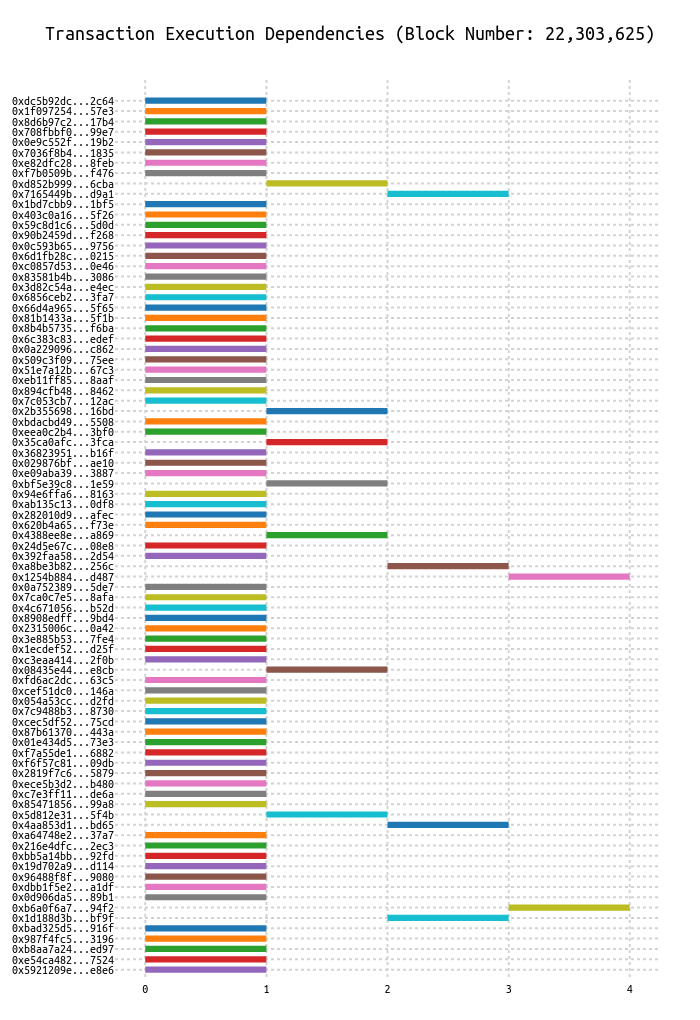 Transaction Execution Dependencies (Block Number: 22,303,625)
0xdc5b92dc...2c64
0x1f097254...57e3
0x8d6b97c2...17b4
0x708fbbf0...99e7
0x0e9c552f...19b2
0x7036f8b4...1835
0xe82dfc28...8feb
0xf7b0509b...f476
0xd852b999...6cba
0x7165449b...d9a1
0x1bd7cbb9...1bf5
0x403c0a16...5f26
0x59c8d1c6...5d0d
0x90b2459d...f268
0x0c593b65...9756
0x6d1fb28c...0215
0xc0857d53...0e46
0x83581b4b...3086
0x3d82c54a...e4ec
0x6856ceb2...3fa7
0x66d4a965...5f65
0x81b1433a...5f1b
0x8b4b5735...f6ba
0x6c383c83...edef
0x0a229096...c862
0x509c3f09...75ee
0x51e7a12b...67c3
0xeb11ff85...8aaf
0x894cfb48...8462
0x7c053cb7...12ac
0x2b355698...16bd
0xbdacbd49...5508
0xeea0c2b4...3bf0
0x35ca0afc...3fca
0x36823951...b16f
0x029876bf...ae10
0xe09aba39...3887
0xbf5e39c8...1e59
0x94e6ffa6...8163
0xab135c13...0df8
0x282010d9...afec
0x620b4a65...f73e
0x4388ee8e...a869
0x24d5e67c...08e8
0x392faa58...2d54
0xa8be3b82...256c
0x1254b884...d487
0x0a752389...5de7
0x7ca0c7e5...8afa
0x4c671056...b52d
0x8908edff...9bd4
0x2315006c...0a42
0x3e885b53...7fe4
0x1ecdef52...d25f
0xc3eaa414...2f0b
0x08435e44...e8cb
0xfd6ac2dc...63c5
0xcef51dc0...146a
0x054a53cc...d2fd
0x7c9488b3...8730
0xcec5df52...75cd
0x87b61370...443a
0x01e434d5...73e3
0xf7a55de1...6882
0xf6f57c81...09db
0x2819f7c6...5879
0xece5b3d2...b480
0xc7e3ff11...de6a
0x85471856...99a8
0x5d812e31...5f4b
0x4aa853d1...bd65
0xa64748e2...37a7
0x216e4dfc...2ec3
0xbb5a14bb...92fd
0x19d702a9...d114
0x96488f8f...9080
0xdbb1f5e2...a1df
0x0d906da5...89b1
0xb6a0f6a7...94f2
0x1d188d3b...bf9f
0xbad325d5...916f
0x987f4fc5...3196
0xb8aa7a24...ed97
0xe54ca482...7524
0x5921209e...e8e6
0 1 2 3 4